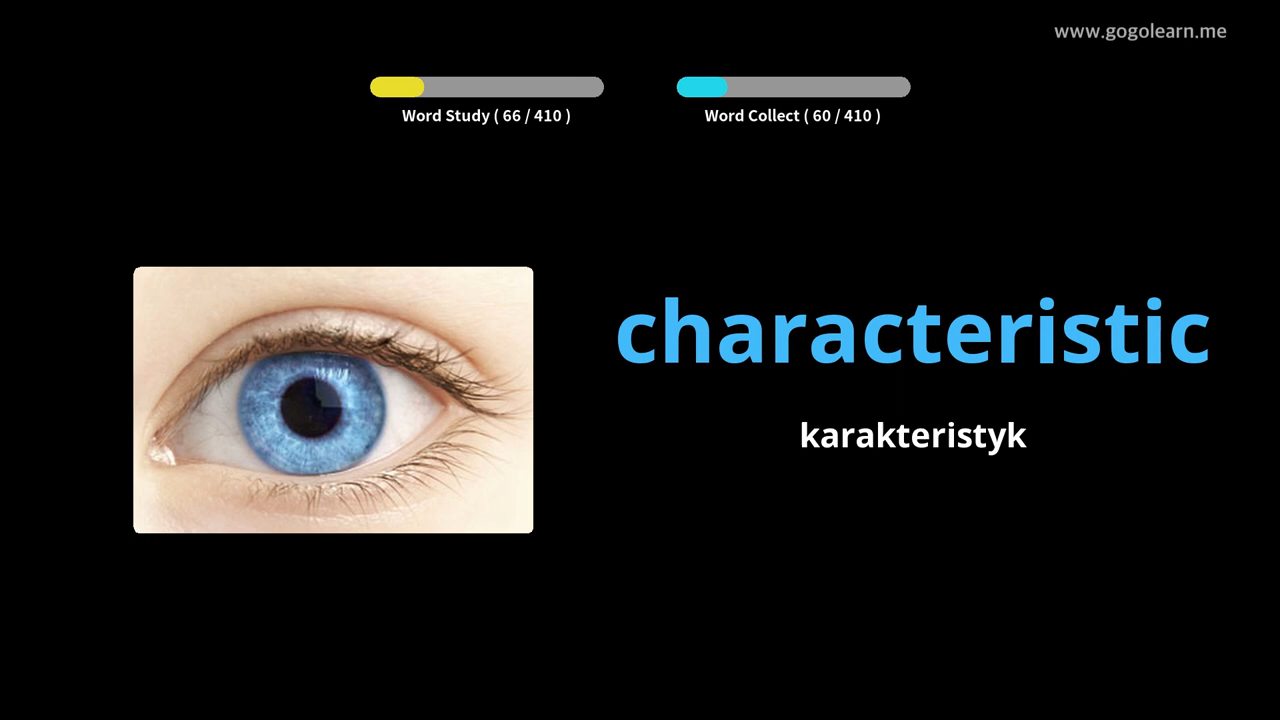 www.gogolearn.me
Word Study ( 66 / 410 )
Word Collect ( 60 / 410 )
characteristic
karakteristyk